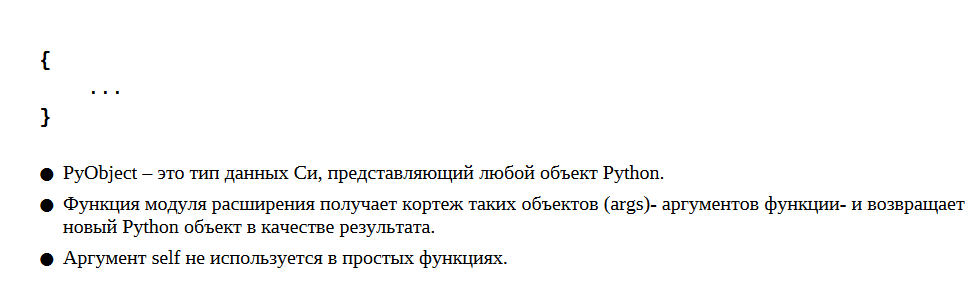 {
...
}
● PyObject – это тип данных Си, представляющий любой объект Python.
● Функция модуля расширения получает кортеж таких объектов (args)- аргументов функции- и возвращает
новый Python объект в качестве результата.
● Аргумент self не используется в простых функциях.